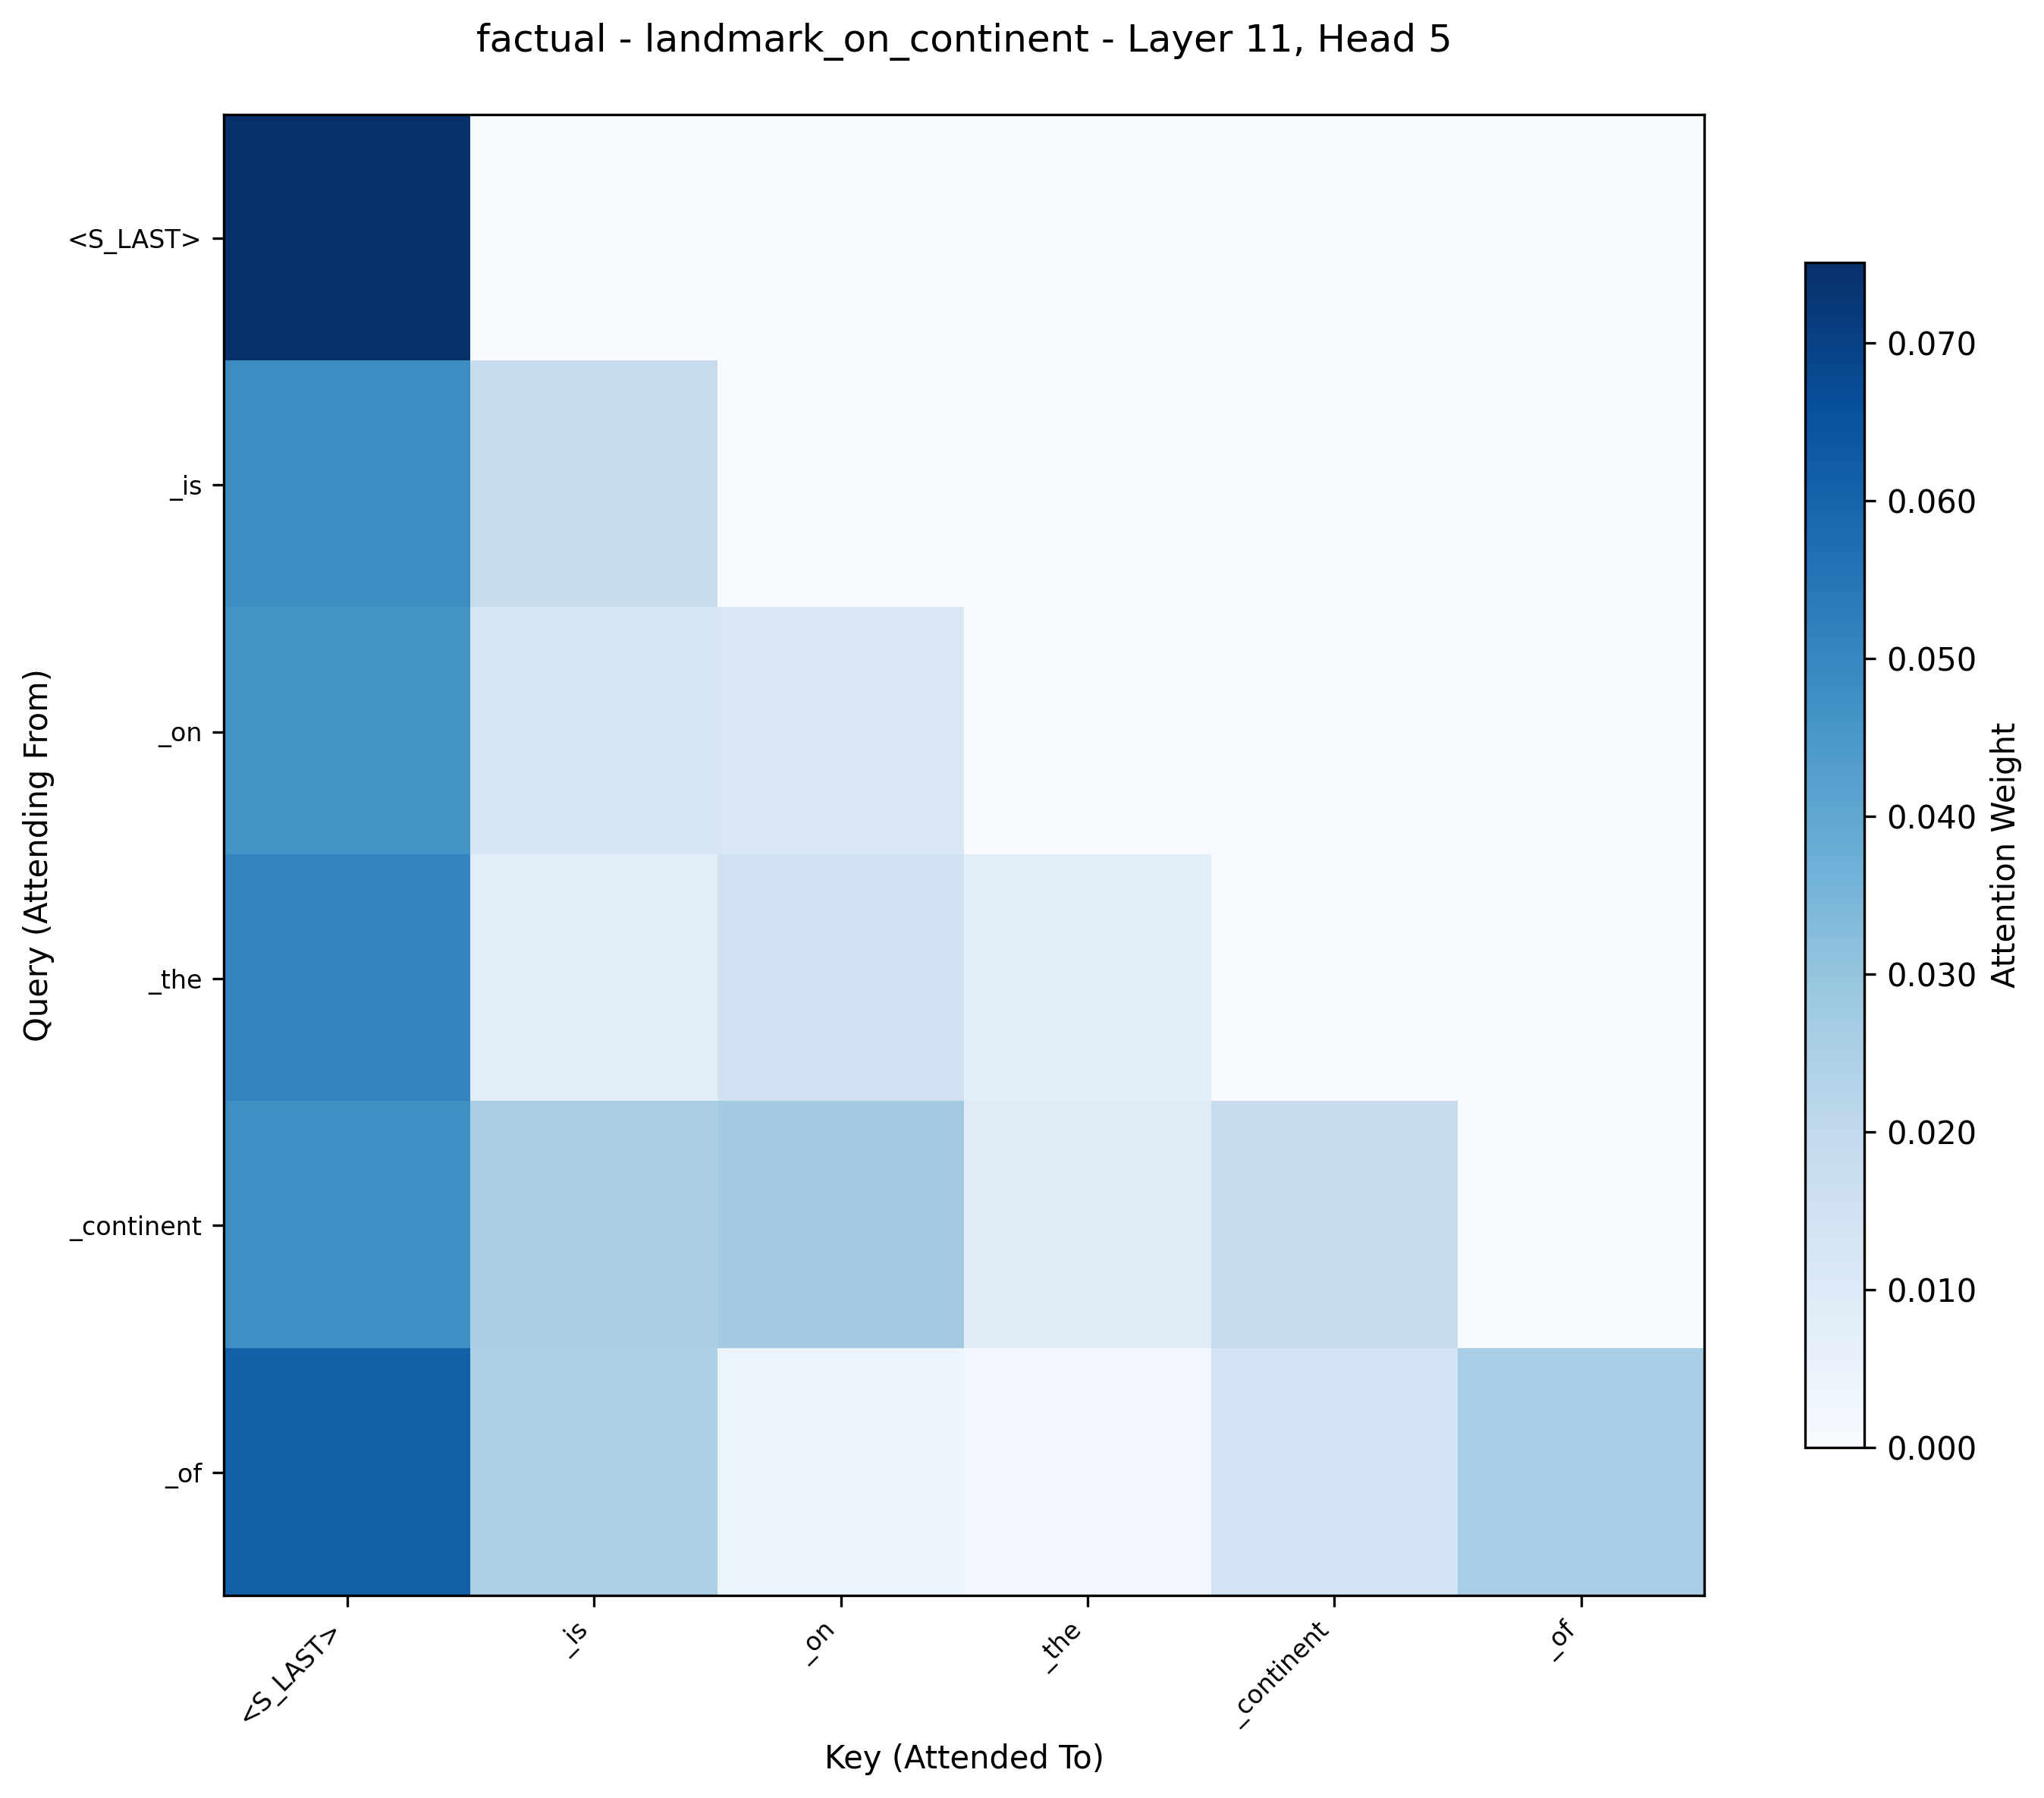 factual - landmark_on_continent - Layer 11, Head 5
Query (Attending From)
<S_LAST>
_is
_on
_the
_continent
_of
<S_LAST>
_is
_on
_the
_continent
_of
Key (Attended To)
0.070
0.060
0.050
0.040
0.030
0.020
0.010
0.000
Attention Weight